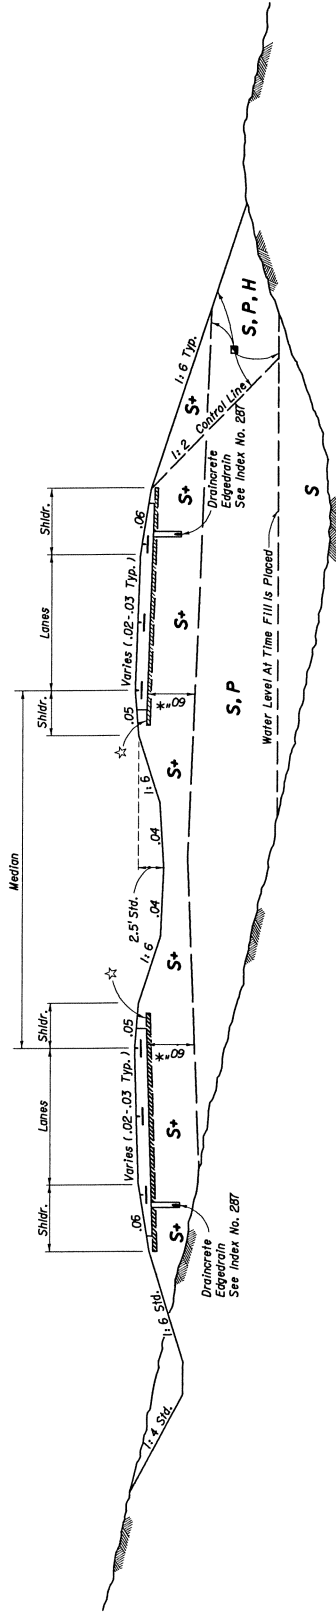 Median
Shldr.
Lanes
Shldr.
Shldr.
Lanes
Shldr.
.06
Varies (.02-.03 Typ.)
.05
☆
2.5' Std.
☆
.05
Varies (.02-.03 Typ.)
.06
1:4 Std.
1:6 Std.
1:6
.04
.04
1:6
1:6 Typ.
S+
S+
60"*
S+
S+
60"*
S+
S+
S+
1:2
Control Line
Draincrete
Edgedrain
See Index No. 287
Draincrete
Edgedrain
See Index No. 287
S, P
S, P, H
Water Level At Time Fill Is Placed
S